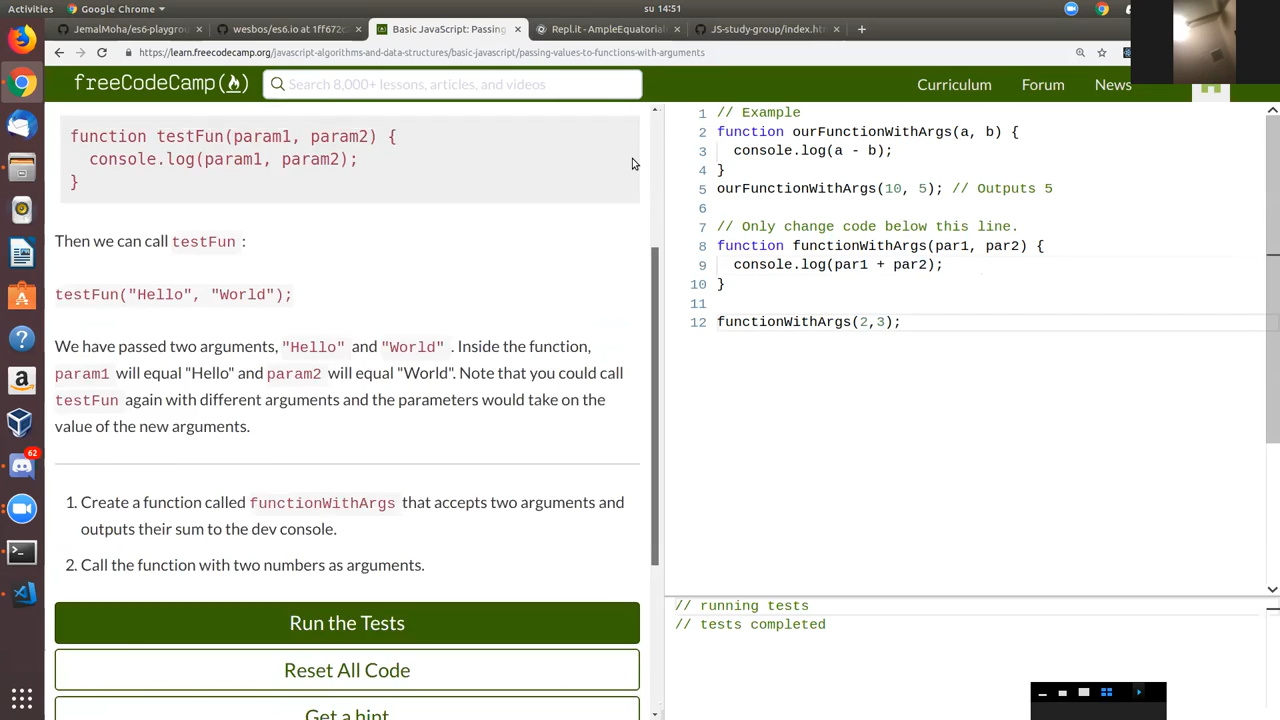 Activities
Google Chrome
su 14:51
JemalMoha/es6-playgrou
wesbos/es6.io at 1ff672c
Basic JavaScript: Passing
Repl.it - AmpleEquatorial
JS-study-group/index.htm
https://learn.freecodecamp.org/javascript-algorithms-and-data-structures/basic-javascript/passing-values-to-functions-with-arguments
freeCodeCamp
Search 8,000+ lessons, articles, and videos
Curriculum
Forum
News
function testFun(param1, param2) {
console.log(param1, param2);
}
Then we can call testFun :
testFun("Hello", "World");
We have passed two arguments, "Hello" and "World" . Inside the function,
param1 will equal "Hello" and param2 will equal "World". Note that you could call
testFun again with different arguments and the parameters would take on the
value of the new arguments.
1. Create a function called functionWithArgs that accepts two arguments and
outputs their sum to the dev console.
2. Call the function with two numbers as arguments.
Run the Tests
Reset All Code
Get a hint
1 // Example
2 function ourFunctionWithArgs(a, b) {
3 console.log(a - b);
4 }
5 ourFunctionWithArgs(10, 5); // Outputs 5
6
7 // Only change code below this line.
8 function functionWithArgs(par1, par2) {
9 console.log(par1 + par2);
10 }
11
12 functionWithArgs(2,3);
// running tests
// tests completed
62